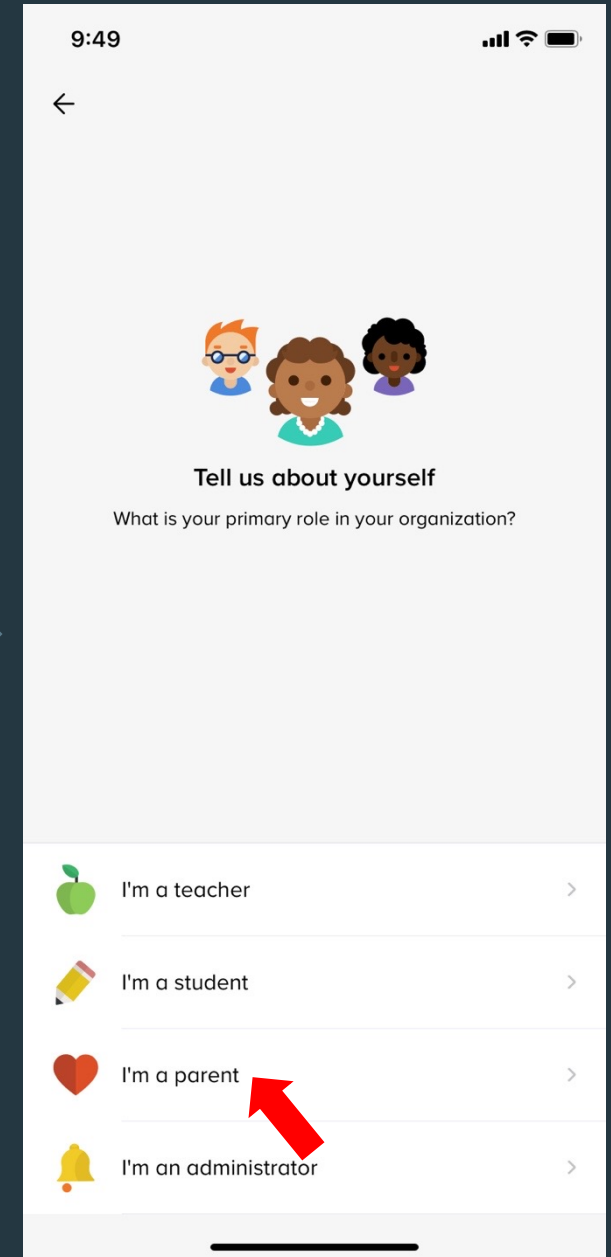 9:49
Tell us about yourself
What is your primary role in your organization?
I'm a teacher
I'm a student
I'm a parent
I'm an administrator